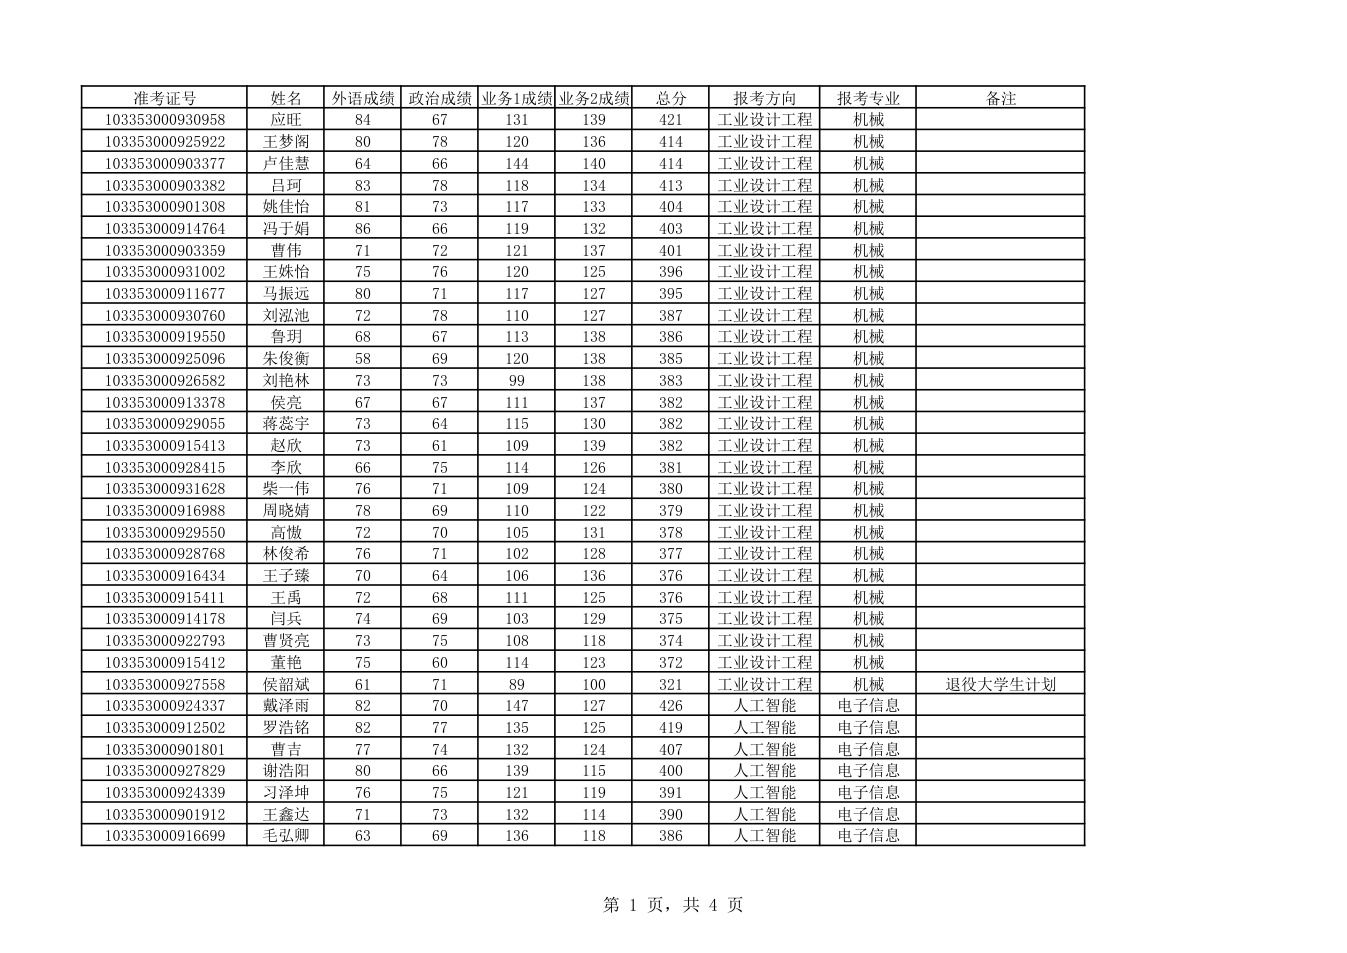 准考证号 姓名 外语成绩 政治成绩 业务1成绩 业务2成绩 总分 报考方向 报考专业 备注
103353000930958 应旺 84 67 131 139 421 工业设计工程 机械
103353000925922 王梦阁 80 78 120 136 414 工业设计工程 机械
103353000903377 卢佳慧 64 66 144 140 414 工业设计工程 机械
103353000903382 吕珂 83 78 118 134 413 工业设计工程 机械
103353000901308 姚佳怡 81 73 117 133 404 工业设计工程 机械
103353000914764 冯于娟 86 66 119 132 403 工业设计工程 机械
103353000903359 曹伟 71 72 121 137 401 工业设计工程 机械
103353000931002 王姝怡 75 76 120 125 396 工业设计工程 机械
103353000911677 马振远 80 71 117 127 395 工业设计工程 机械
103353000930760 刘泓池 72 78 110 127 387 工业设计工程 机械
103353000919550 鲁玥 68 67 113 138 386 工业设计工程 机械
103353000925096 朱俊衡 58 69 120 138 385 工业设计工程 机械
103353000926582 刘艳林 73 73 99 138 383 工业设计工程 机械
103353000913378 侯亮 67 67 111 137 382 工业设计工程 机械
103353000929055 蒋蕊宇 73 64 115 130 382 工业设计工程 机械
103353000915413 赵欣 73 61 109 139 382 工业设计工程 机械
103353000928415 李欣 66 75 114 126 381 工业设计工程 机械
103353000931628 柴一伟 76 71 109 124 380 工业设计工程 机械
103353000916988 周晓婧 78 69 110 122 379 工业设计工程 机械
103353000929550 高慠 72 70 105 131 378 工业设计工程 机械
103353000928768 林俊希 76 71 102 128 377 工业设计工程 机械
103353000916434 王子臻 70 64 106 136 376 工业设计工程 机械
103353000915411 王禹 72 68 111 125 376 工业设计工程 机械
103353000914178 闫兵 74 69 103 129 375 工业设计工程 机械
103353000922793 曹贤亮 73 75 108 118 374 工业设计工程 机械
103353000915412 董艳 75 60 114 123 372 工业设计工程 机械
103353000927558 侯韶斌 61 71 89 100 321 工业设计工程 机械 退役大学生计划
103353000924337 戴泽雨 82 70 147 127 426 人工智能 电子信息
103353000912502 罗浩铭 82 77 135 125 419 人工智能 电子信息
103353000901801 曹吉 77 74 132 124 407 人工智能 电子信息
103353000927829 谢浩阳 80 66 139 115 400 人工智能 电子信息
103353000924339 习泽坤 76 75 121 119 391 人工智能 电子信息
103353000901912 王鑫达 71 73 132 114 390 人工智能 电子信息
103353000916699 毛弘卿 63 69 136 118 386 人工智能 电子信息
第 1 页，共 4 页